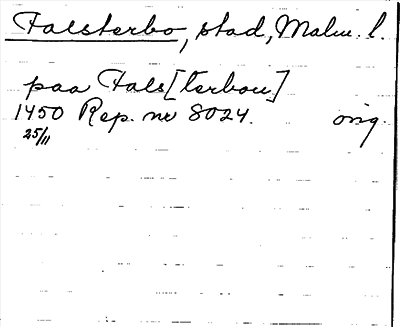 Falsterbo, stad, Malm. l.
paa Fals[terbou]
1450 Rep. nr 8024. orig.
25/11